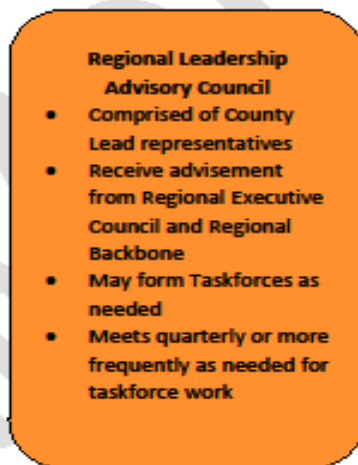 Regional Leadership
Advisory Council
• Comprised of County
Lead representatives
• Receive advisement
from Regional Executive
Council and Regional
Backbone
• May form Taskforces as
needed
• Meets quarterly or more
frequently as needed for
taskforce work